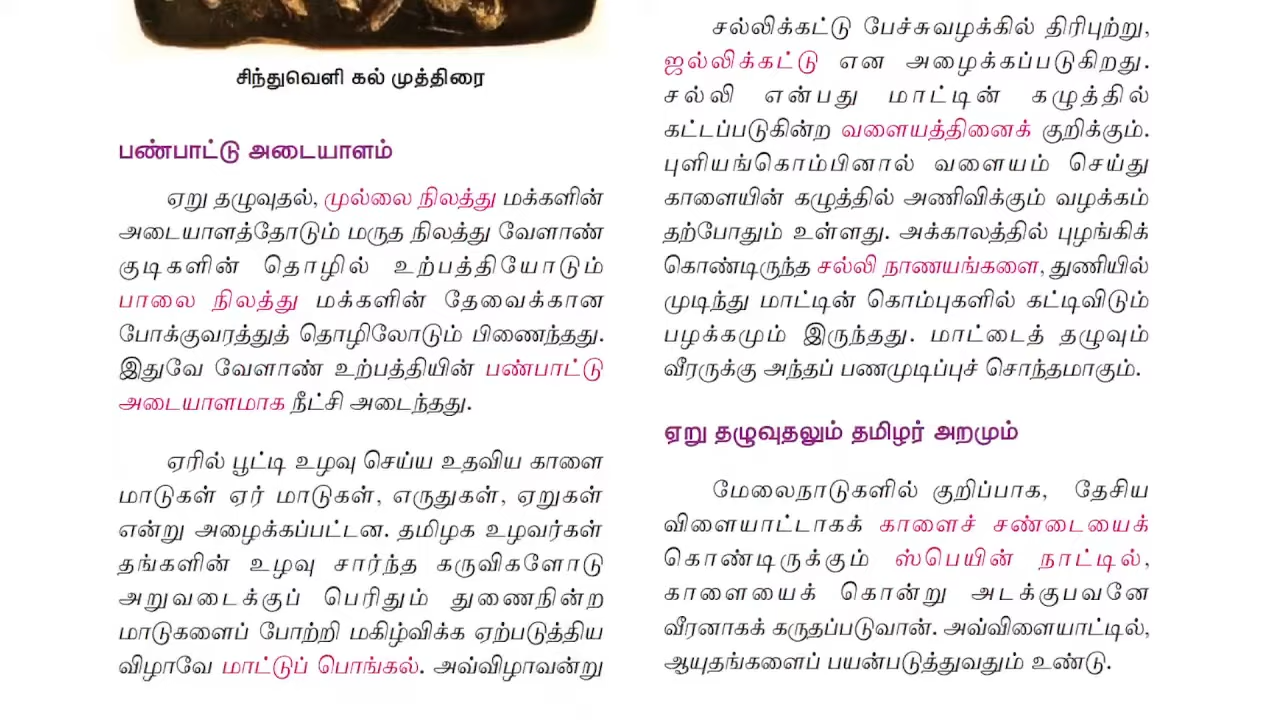 சிந்துவெளி கல் முத்திரை
பண்பாட்டு அடையாளம்
ஏறு தழுவுதல், முல்லை நிலத்து மக்களின்
அடையாளத்தோடும் மருத நிலத்து வேளாண்
குடிகளின் தொழில் உற்பத்தியோடும்
பாலை நிலத்து மக்களின் தேவைக்கான
போக்குவரத்துத் தொழிலோடும் பிணைந்தது.
இதுவே வேளாண் உற்பத்தியின் பண்பாட்டு
அடையாளமாக நீட்சி அடைந்தது.
ஏரில் பூட்டி உழவு செய்ய உதவிய காளை
மாடுகள் ஏர் மாடுகள், எருதுகள், ஏறுகள்
என்று அழைக்கப்பட்டன. தமிழக உழவர்கள்
தங்களின் உழவு சார்ந்த கருவிகளோடு
அறுவடைக்குப் பெரிதும் துணைநின்ற
மாடுகளைப் போற்றி மகிழ்விக்க ஏற்படுத்திய
விழாவே மாட்டுப் பொங்கல். அவ்விழாவன்று
சல்லிக்கட்டு பேச்சுவழக்கில் திரிபுற்று,
ஜல்லிக்கட்டு என அழைக்கப்படுகிறது.
சல்லி என்பது மாட்டின் கழுத்தில்
கட்டப்படுகின்ற வளையத்தினைக் குறிக்கும்.
புளியங்கொம்பினால் வளையம் செய்து
காளையின் கழுத்தில் அணிவிக்கும் வழக்கம்
தற்போதும் உள்ளது. அக்காலத்தில் புழங்கிக்
கொண்டிருந்த சல்லி நாணயங்களை, துணியில்
முடிந்து மாட்டின் கொம்புகளில் கட்டிவிடும்
பழக்கமும் இருந்தது. மாட்டைத் தழுவும்
வீரருக்கு அந்தப் பணமுடிப்புச் சொந்தமாகும்.
ஏறு தழுவுதலும் தமிழர் அறமும்
மேலைநாடுகளில் குறிப்பாக, தேசிய
விளையாட்டாகக் காளைச் சண்டையைக்
கொண்டிருக்கும் ஸ்பெயின் நாட்டில்,
காளையைக் கொன்று அடக்குபவனே
வீரனாகக் கருதப்படுவான். அவ்விளையாட்டில்,
ஆயுதங்களைப் பயன்படுத்துவதும் உண்டு.